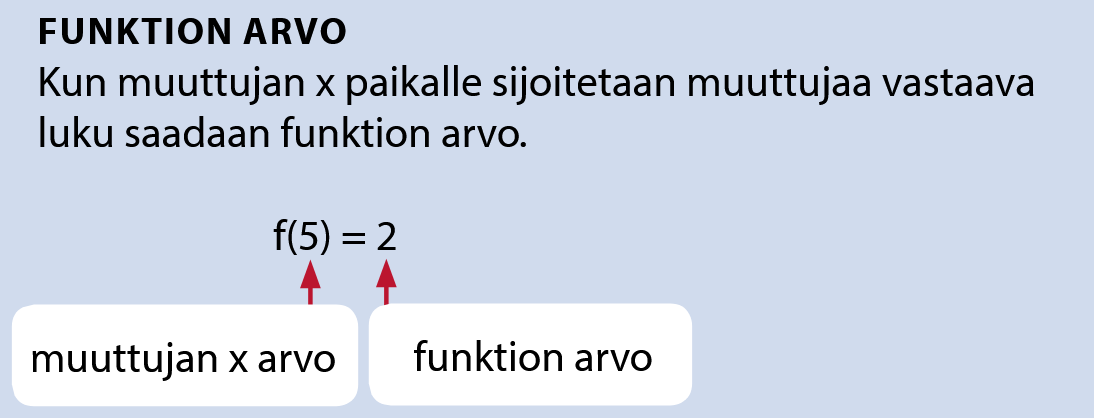 FUNKTION ARVO
Kun muuttujan x paikalle sijoitetaan muuttujaa vastaava
luku saadaan funktion arvo.
f(5) = 2
muuttujan x arvo
funktion arvo